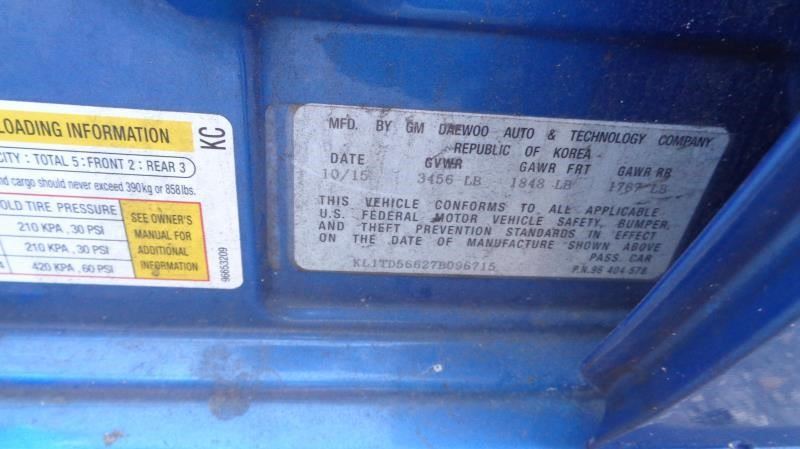 LOADING INFORMATION
CITY : TOTAL 5 : FRONT 2 : REAR 3
nd cargo should never exceed 390kg or 858lbs.
OLD TIRE PRESSURE
210 KPA , 30 PSI
210 KPA , 30 PSI
420 KPA , 60 PSI
SEE OWNER'S
MANUAL FOR
ADDITIONAL
INFORMATION
KC
96653209
MFD. BY GM DAEWOO AUTO & TECHNOLOGY COMPANY
REPUBLIC OF KOREA
DATE GVWR GAWR FRT GAWR RR
10/15 3456 LB 1848 LB 1767 LB
THIS VEHICLE CONFORMS TO ALL APPLICABLE
U.S. FEDERAL MOTOR VEHICLE SAFETY, BUMPER,
AND THEFT PREVENTION STANDARDS IN EFFECT
ON THE DATE OF MANUFACTURE SHOWN ABOVE
PASS. CAR
KL1TD56627B096715
P.N.96 404 578